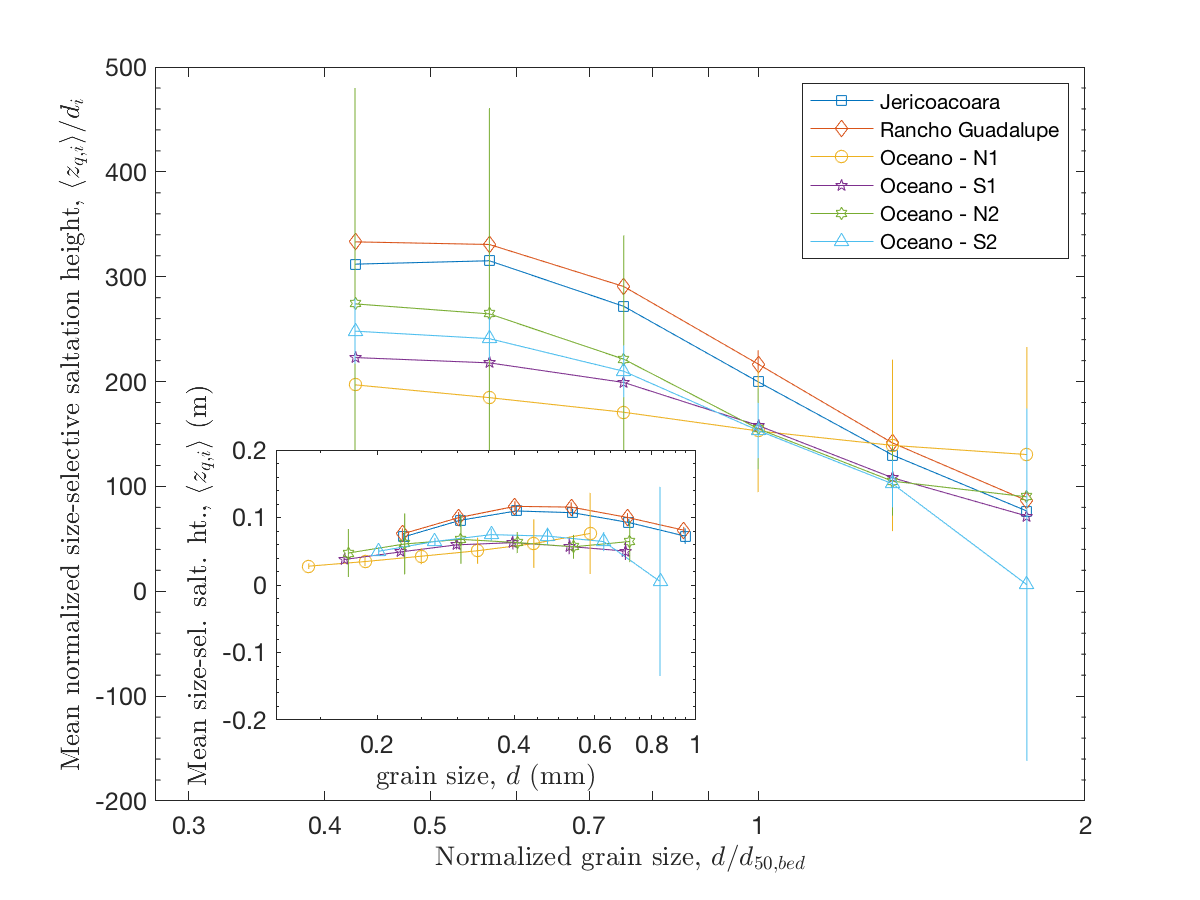 500
400
300
200
100
0
-100
-200
Mean normalized size-selective saltation height, ⟨z_{q,i}⟩/d_i
0.3 0.4 0.5 0.7 1 2
Normalized grain size, d/d_{50,bed}
Jericoacoara
Rancho Guadalupe
Oceano - N1
Oceano - S1
Oceano - N2
Oceano - S2
0.2
0.1
0
-0.1
-0.2
Mean size-sel. salt. ht., ⟨z_{q,i}⟩ (m)
0.2 0.4 0.6 0.8 1
grain size, d (mm)